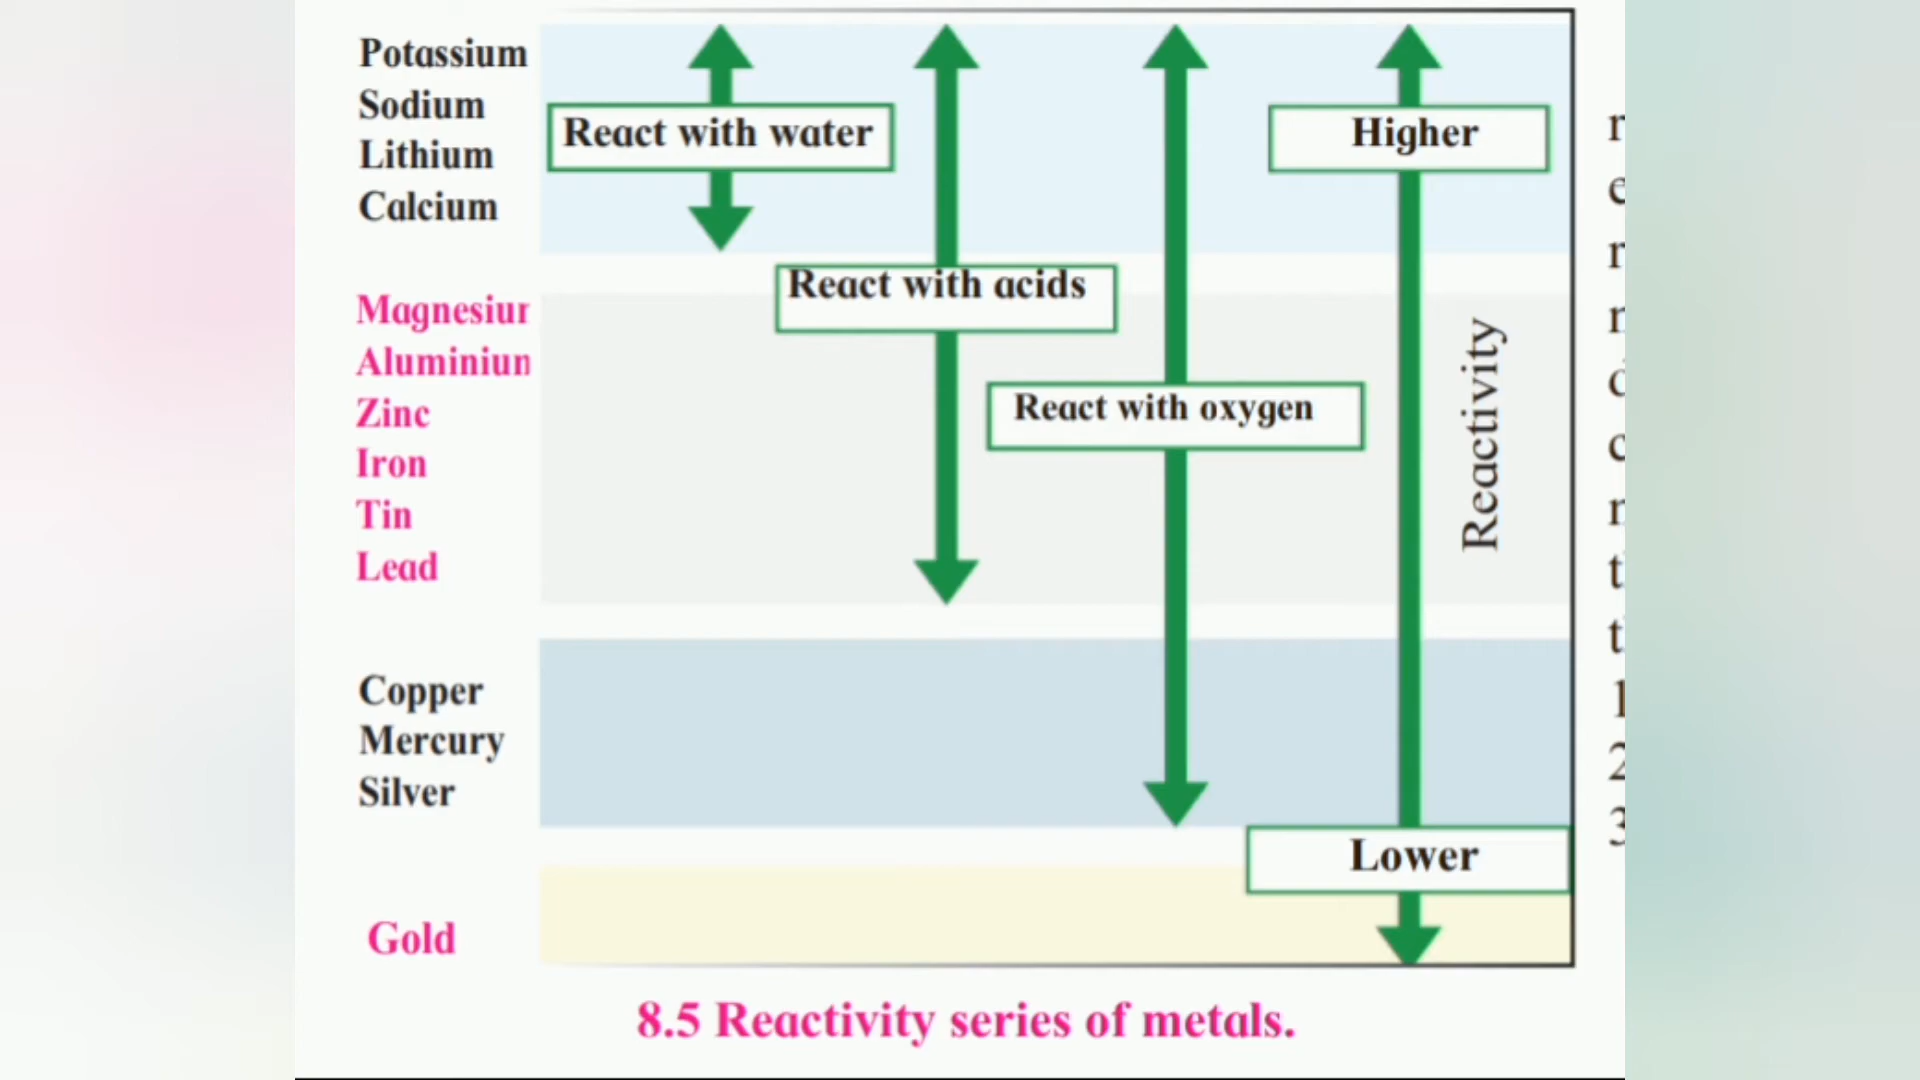 Potassium
Sodium
Lithium
Calcium
React with water
Higher
React with acids
Magnesiur
Aluminiun
Zinc
Iron
Tin
Lead
React with oxygen
Reactivity
Copper
Mercury
Silver
Lower
Gold
8.5 Reactivity series of metals.